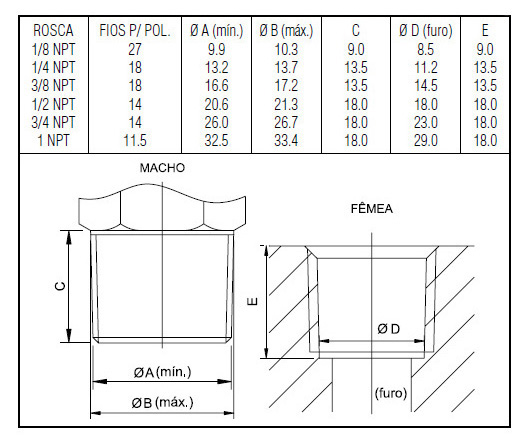 ROSCA FIOS P/ POL. Ø A (mín.) Ø B (máx.) C Ø D (furo) E
1/8 NPT 27 9.9 10.3 9.0 8.5 9.0
1/4 NPT 18 13.2 13.7 13.5 11.2 13.5
3/8 NPT 18 16.6 17.2 13.5 14.5 13.5
1/2 NPT 14 20.6 21.3 18.0 18.0 18.0
3/4 NPT 14 26.0 26.7 18.0 23.0 18.0
1 NPT 11.5 32.5 33.4 18.0 29.0 18.0
MACHO
FÊMEA
C
E
Ø D
ØA (mín.)
ØB (máx.)
(furo)